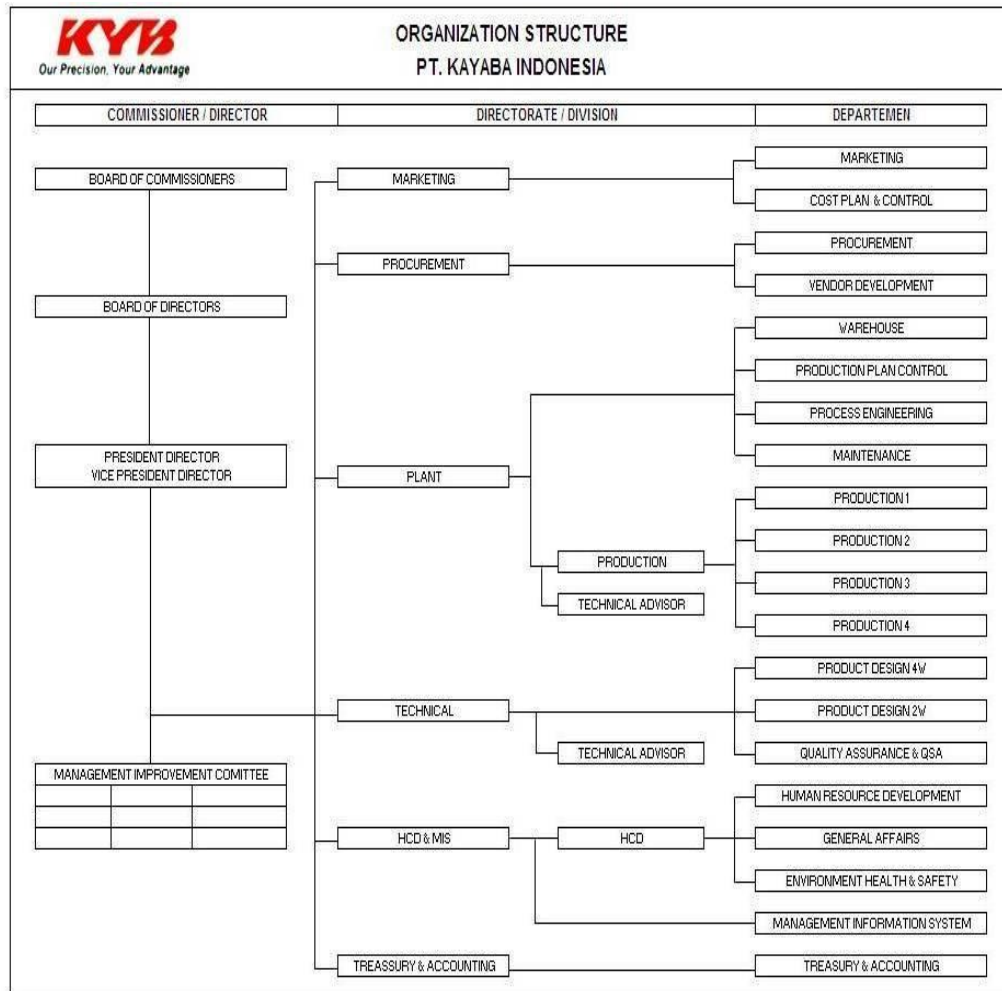 KYB
Our Precision, Your Advantage
ORGANIZATION STRUCTURE
PT. KAYABA INDONESIA
COMMISSIONER / DIRECTOR
DIRECTORATE / DIVISION
DEPARTEMEN
BOARD OF COMMISSIONERS
BOARD OF DIRECTORS
PRESIDENT DIRECTOR
VICE PRESIDENT DIRECTOR
MANAGEMENT IMPROVEMENT COMITTEE
MARKETING
MARKETING
COST PLAN & CONTROL
PROCUREMENT
PROCUREMENT
VENDOR DEVELOPMENT
PLANT
WAREHOUSE
PRODUCTION PLAN CONTROL
PROCESS ENGINEERING
MAINTENANCE
PRODUCTION
TECHNICAL ADVISOR
PRODUCTION 1
PRODUCTION 2
PRODUCTION 3
PRODUCTION 4
TECHNICAL
TECHNICAL ADVISOR
PRODUCT DESIGN 4W
PRODUCT DESIGN 2W
QUALITY ASSURANCE & QSA
HCD & MIS
HCD
HUMAN RESOURCE DEVELOPMENT
GENERAL AFFAIRS
ENVIRONMENT HEALTH & SAFETY
MANAGEMENT INFORMATION SYSTEM
TREASSURY & ACCOUNTING
TREASURY & ACCOUNTING